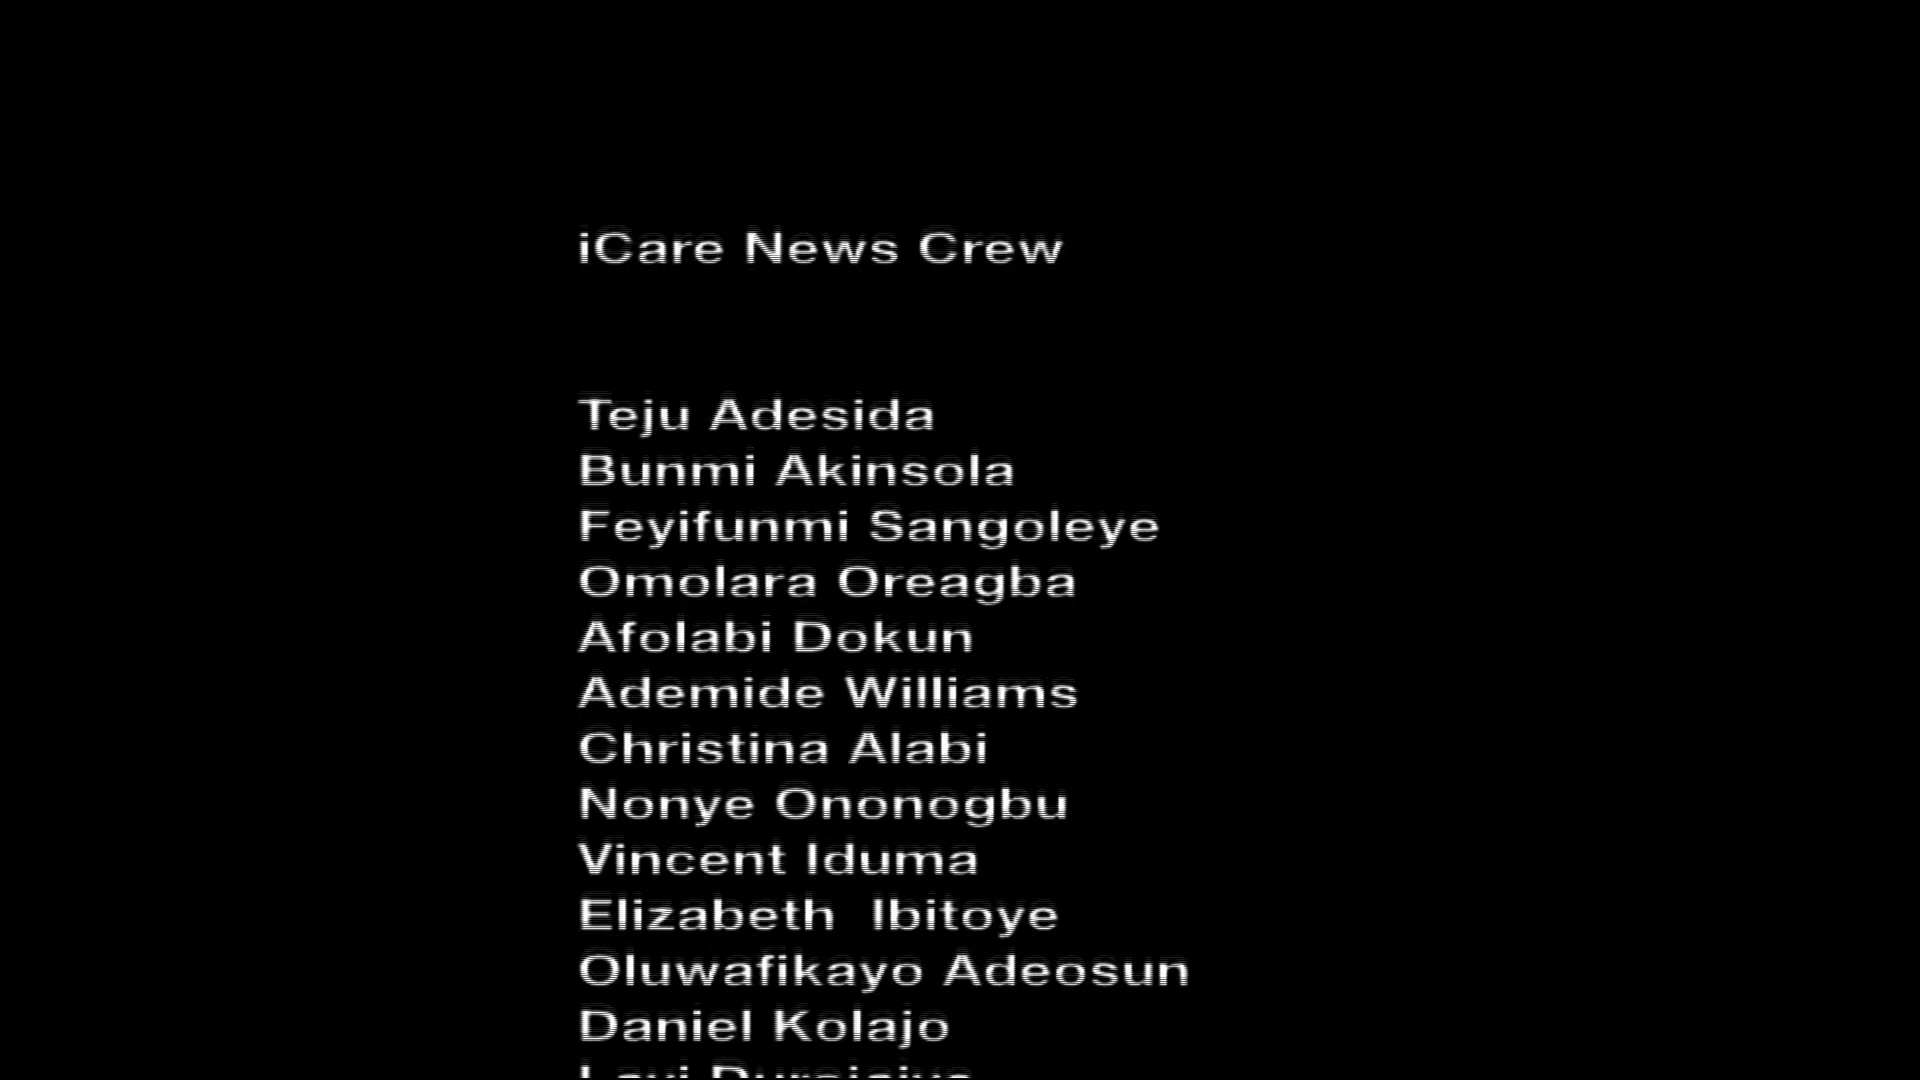 iCare News Crew
Teju Adesida
Bunmi Akinsola
Feyifunmi Sangoleye
Omolara Oreagba
Afolabi Dokun
Ademide Williams
Christina Alabi
Nonye Ononogbu
Vincent Iduma
Elizabeth  Ibitoye
Oluwafikayo Adeosun
Daniel Kolajo